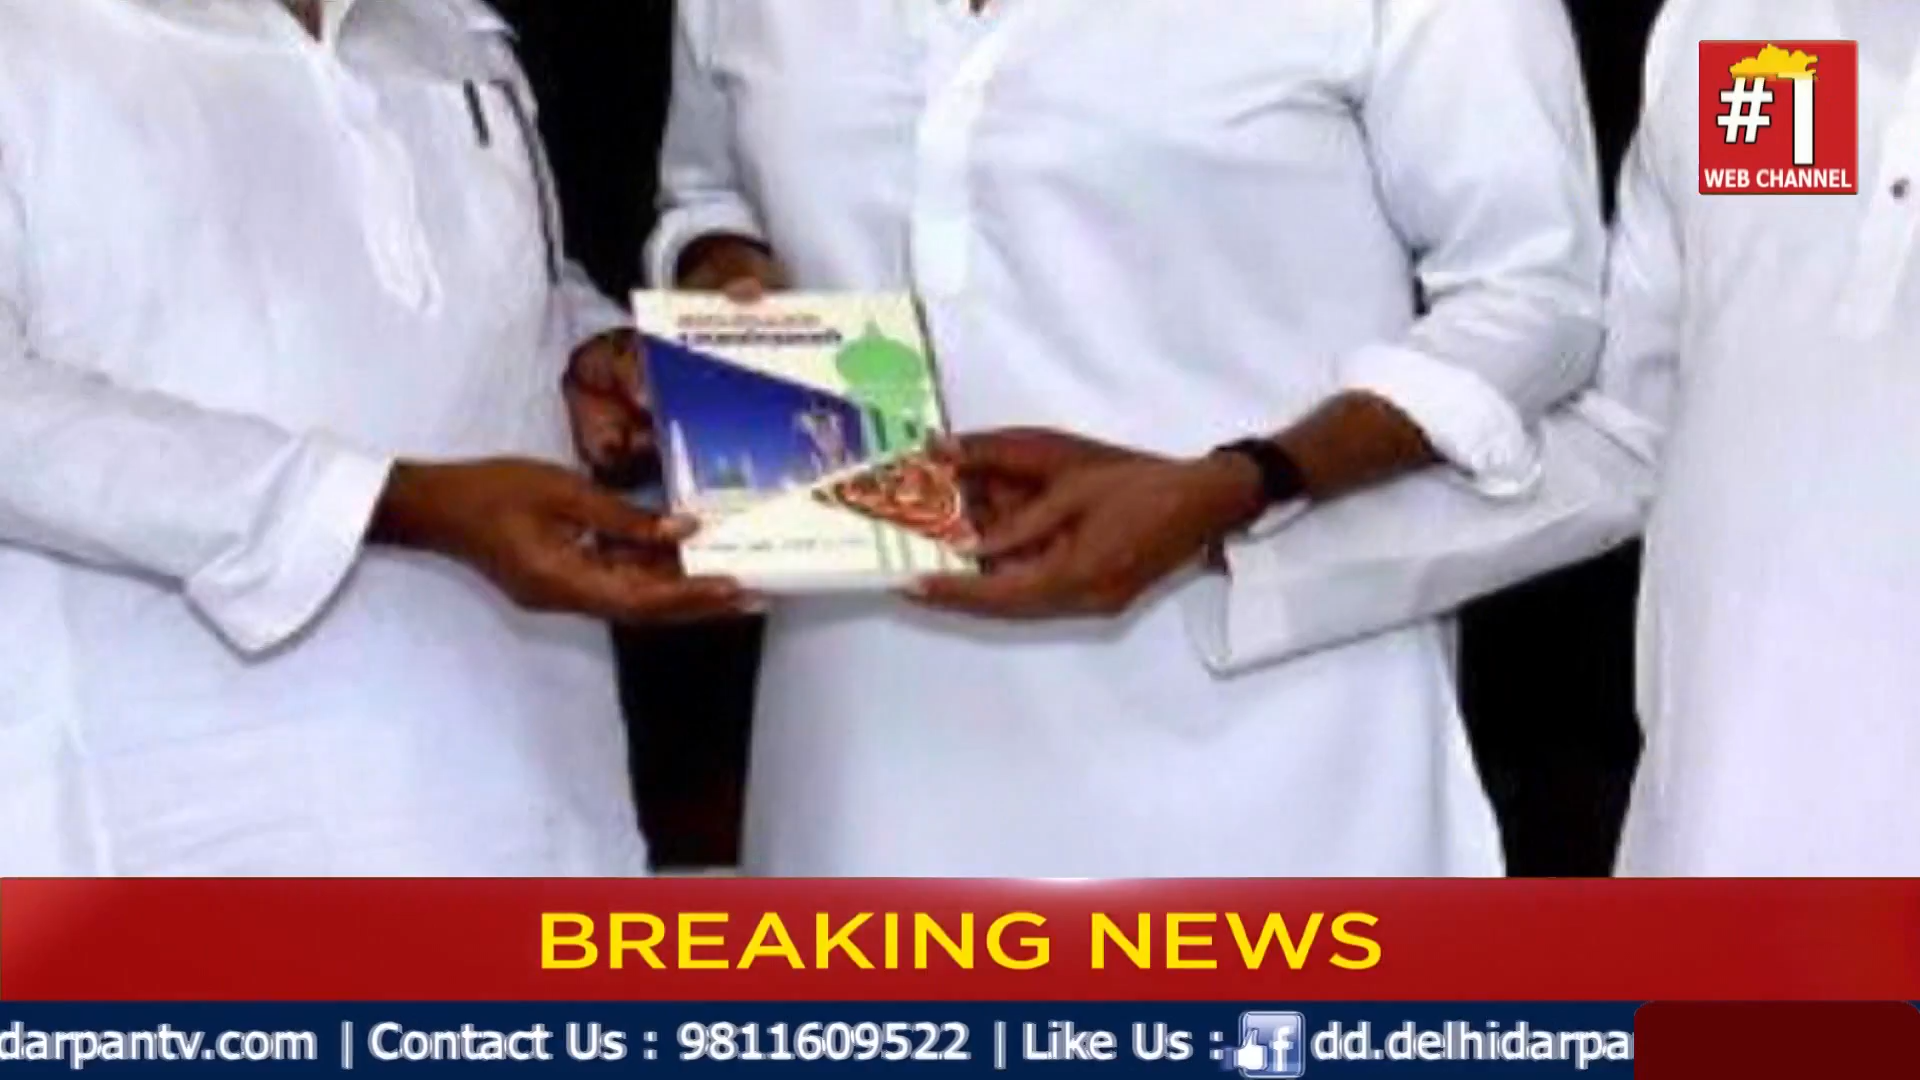 #1
WEB CHANNEL
BREAKING NEWS
darpantv.com | Contact Us : 9811609522 | Like Us : f dd.delhidarpa